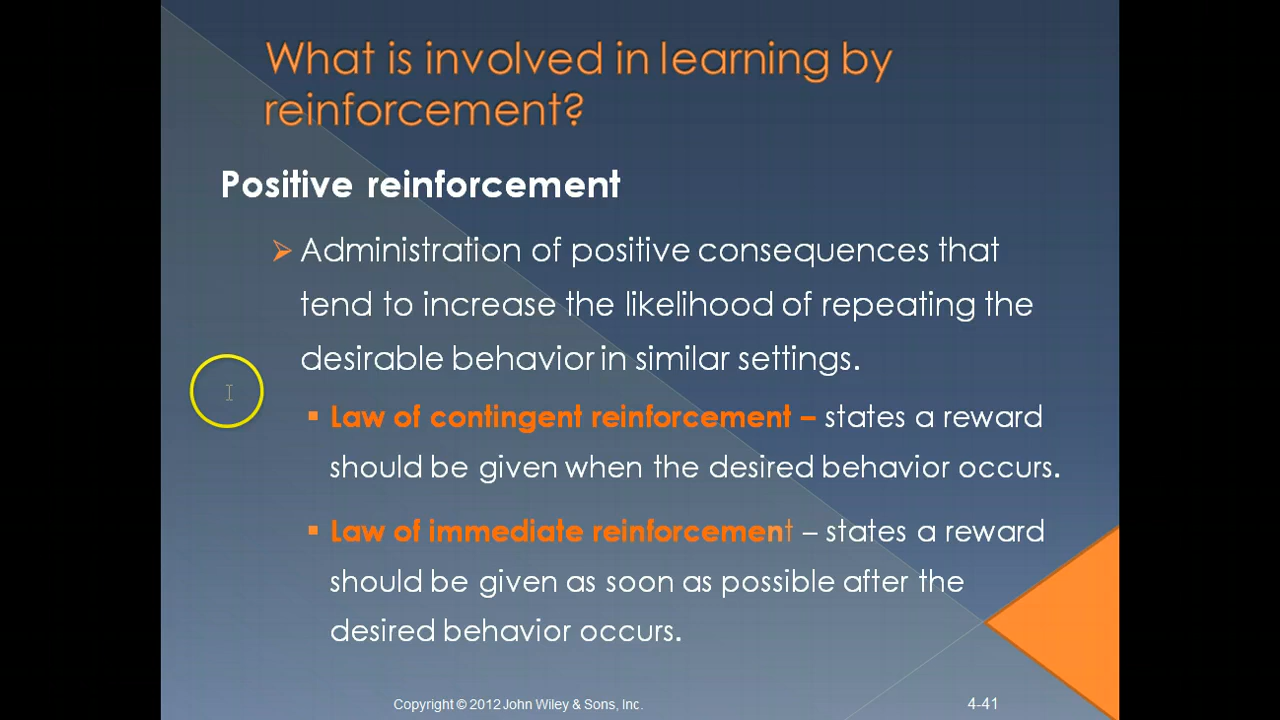 What is involved in learning by
reinforcement?
Positive reinforcement
Administration of positive consequences that
tend to increase the likelihood of repeating the
desirable behavior in similar settings.
Law of contingent reinforcement – states a reward
should be given when the desired behavior occurs.
Law of immediate reinforcement – states a reward
should be given as soon as possible after the
desired behavior occurs.
Copyright © 2012 John Wiley & Sons, Inc.
4-41